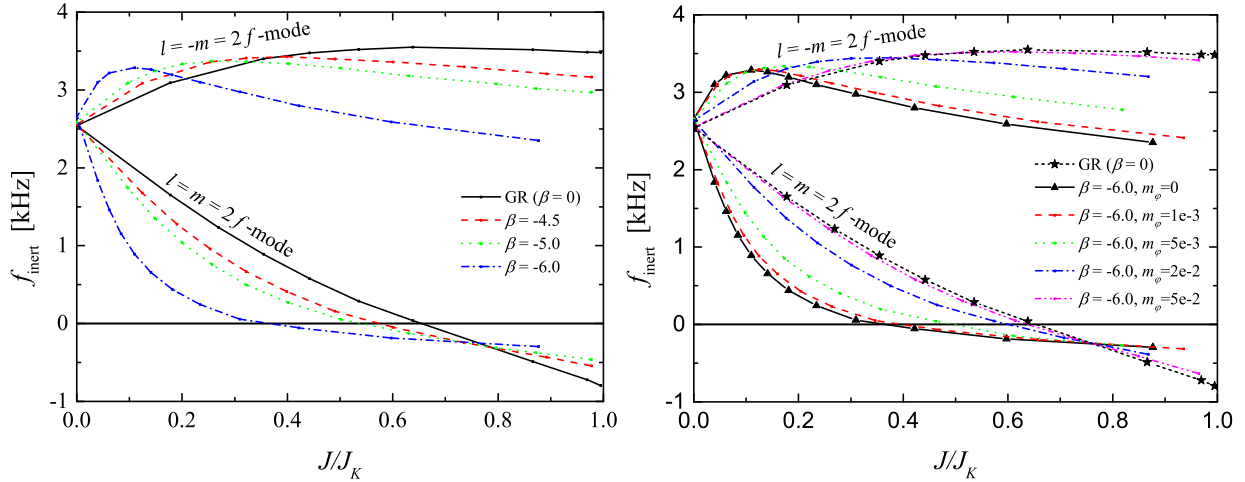 l = -m = 2 f -mode
l = m = 2 f -mode
GR (β = 0)
β = -4.5
β = -5.0
β = -6.0
f_inert [kHz]
4
3
2
1
0
-1
0.0 0.2 0.4 0.6 0.8 1.0
J/J_K
l = -m = 2 f -mode
l = m = 2 f -mode
GR (β = 0)
β = -6.0, m_φ=0
β = -6.0, m_φ=1e-3
β = -6.0, m_φ=5e-3
β = -6.0, m_φ=2e-2
β = -6.0, m_φ=5e-2
f_inert [kHz]
4
3
2
1
0
-1
0.0 0.2 0.4 0.6 0.8 1.0
J/J_K